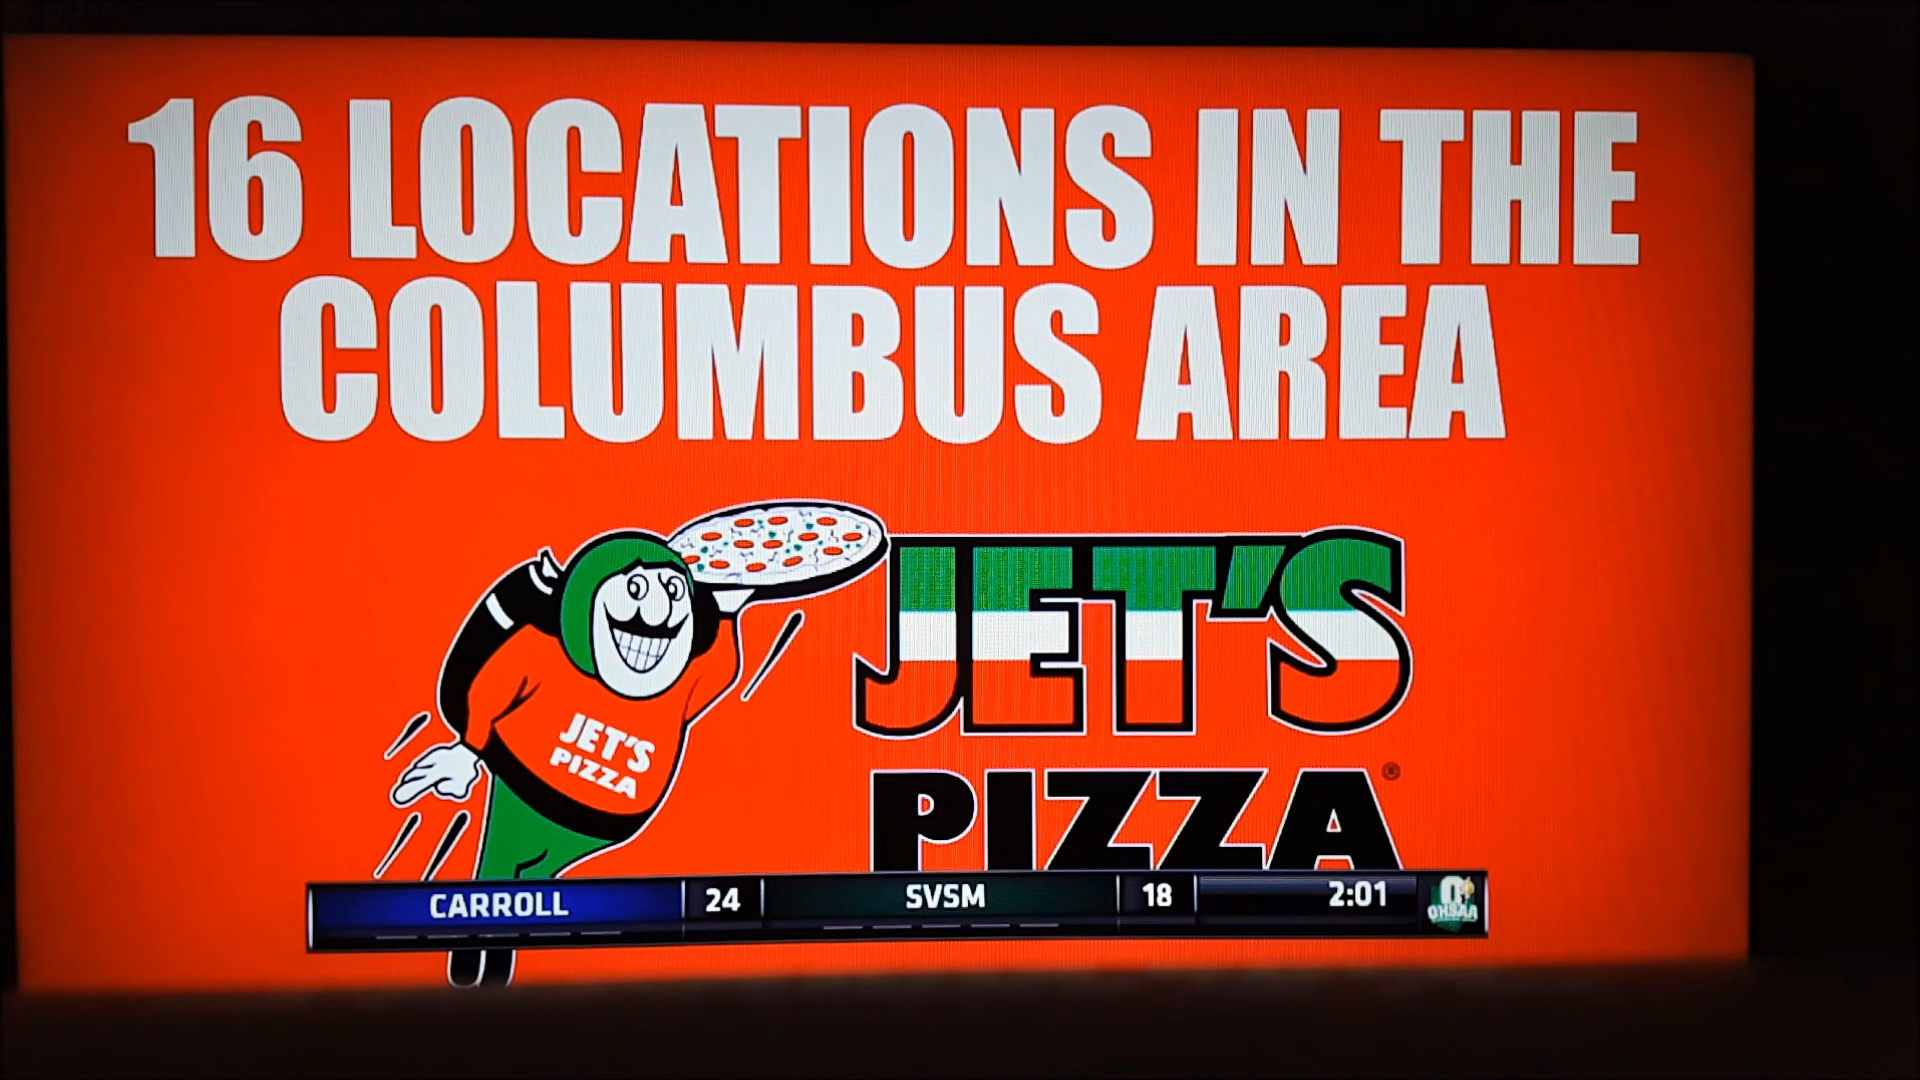 16 LOCATIONS IN THE
COLUMBUS AREA
JET'S
PIZZA®
JET'S
PIZZA
CARROLL 24 SVSM 18 2:01
OHSAA